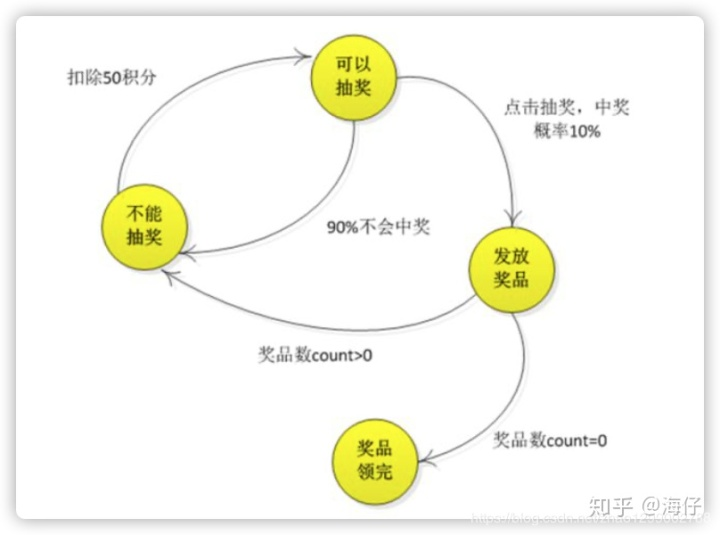 可以
抽奖
扣除50积分
点击抽奖，中奖
概率10%
不能
抽奖
90%不会中奖
发放
奖品
奖品数count>0
奖品数count=0
奖品
领完
知乎 @海仔